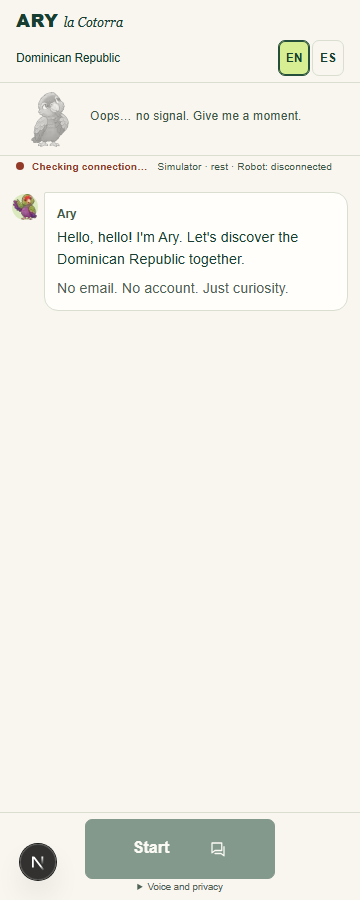 ARY la Cotorra
Dominican Republic
EN ES
Oops... no signal. Give me a moment.
Checking connection... Simulator · rest · Robot: disconnected
Ary
Hello, hello! I'm Ary. Let's discover the
Dominican Republic together.
No email. No account. Just curiosity.
Start
N
Voice and privacy